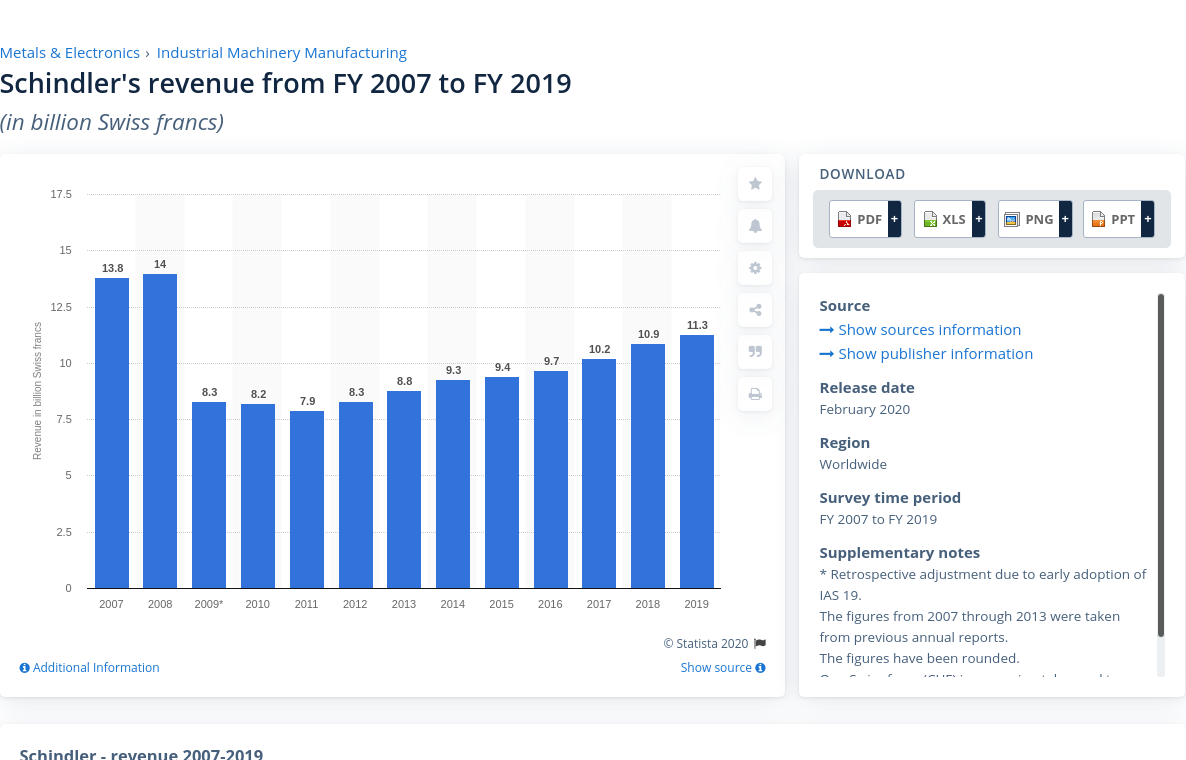 Metals & Electronics › Industrial Machinery Manufacturing
Schindler's revenue from FY 2007 to FY 2019
(in billion Swiss francs)
17.5
15
12.5
10
7.5
5
2.5
0
Revenue in billion Swiss francs
13.8
14
8.3
8.2
7.9
8.3
8.8
9.3
9.4
9.7
10.2
10.9
11.3
2007 2008 2009* 2010 2011 2012 2013 2014 2015 2016 2017 2018 2019
© Statista 2020
Additional Information
Show source
DOWNLOAD
PDF + XLS + PNG + PPT +
Source
Show sources information
Show publisher information
Release date
February 2020
Region
Worldwide
Survey time period
FY 2007 to FY 2019
Supplementary notes
* Retrospective adjustment due to early adoption of
IAS 19.
The figures from 2007 through 2013 were taken
from previous annual reports.
The figures have been rounded.
Schindler - revenue 2007-2019